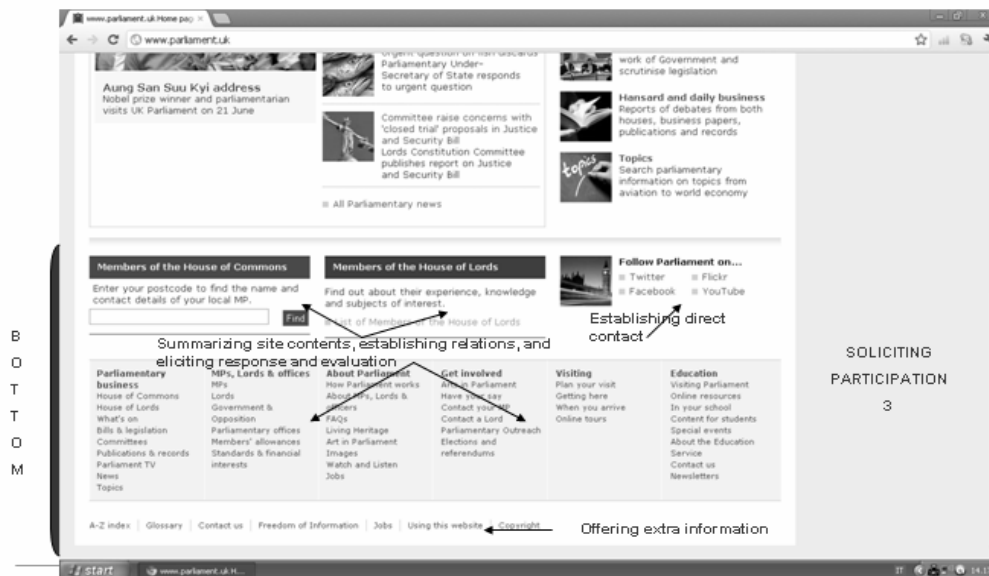 www.parliament.uk Home pag
www.parliament.uk
Urgent question on fish discards
Parliamentary Under-
Secretary of State responds
to urgent question
work of Government and
scrutinise legislation
Aung San Suu Kyi address
Nobel prize winner and parliamentarian
visits UK Parliament on 21 June
Hansard and daily business
Reports of debates from both
houses, business papers,
publications and records
Committee raise concerns with
'closed trial' proposals in Justice
and Security Bill
Lords Constitution Committee
publishes report on Justice
and Security Bill
topics
Topics
Search parliamentary
information on topics from
aviation to world economy
All Parliamentary news
BOTTOM
Members of the House of Commons
Enter your postcode to find the name and
contact details of your local MP.
Find
Members of the House of Lords
Find out about their experience, knowledge
and subjects of interest.
List of Members of the House of Lords
Follow Parliament on...
Twitter
Flickr
Facebook
YouTube
Establishing direct
contact
Summarizing site contents, establishing relations, and
eliciting response and evaluation
SOLICITING
PARTICIPATION
3
Parliamentary
business
House of Commons
House of Lords
What's on
Bills & legislation
Committees
Publications & records
Parliament TV
News
Topics
MPs, Lords & offices
MPs
Lords
Government &
Opposition
Parliamentary offices
Members' allowances
Standards & financial
interests
About Parliament
How Parliament works
About MPs, Lords &
officers
FAQs
Living Heritage
Art in Parliament
Images
Watch and Listen
Jobs
Get involved
Arts in Parliament
Have your say
Contact your MP
Contact a Lord
Parliamentary Outreach
Elections and
referendums
Visiting
Plan your visit
Getting here
When you arrive
Online tours
Education
Visiting Parliament
Online resources
In your school
Content for students
Special events
About the Education
Service
Contact us
Newsletters
A-Z index
Glossary
Contact us
Freedom of Information
Jobs
Using this website
Copyright
Offering extra information
start
www.parliament.uk H...
IT